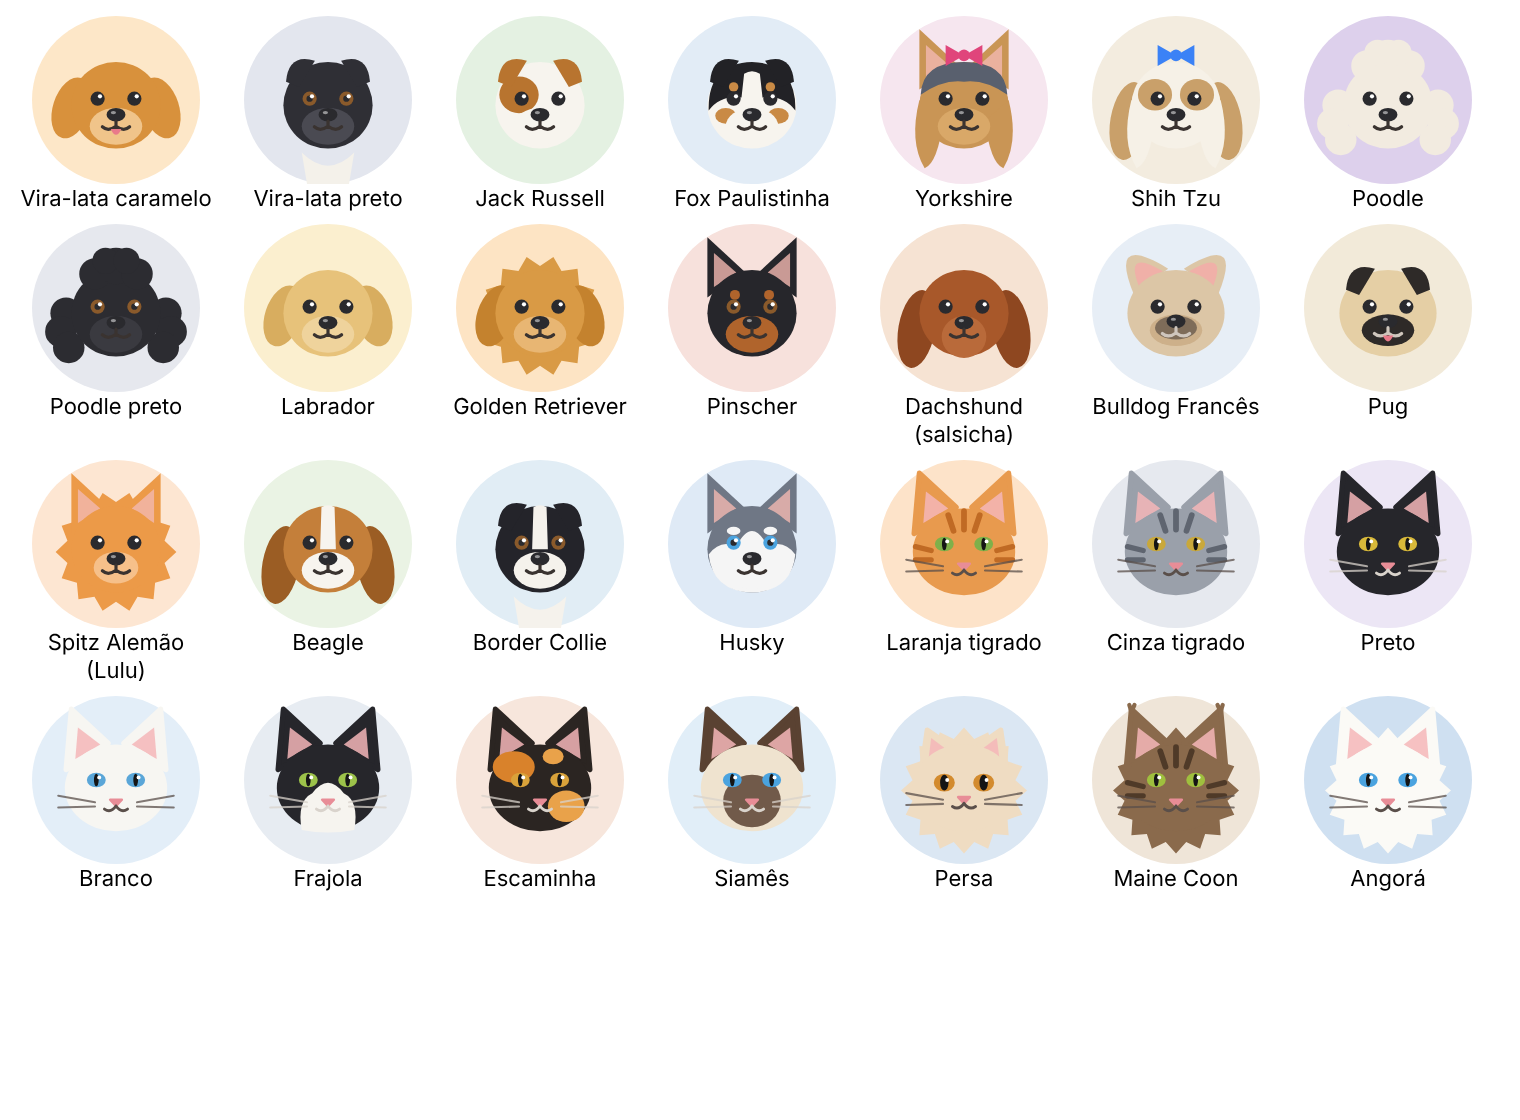 Vira-lata caramelo
Vira-lata preto
Jack Russell
Fox Paulistinha
Yorkshire
Shih Tzu
Poodle
Poodle preto
Labrador
Golden Retriever
Pinscher
Dachshund
(salsicha)
Bulldog Francês
Pug
Spitz Alemão
(Lulu)
Beagle
Border Collie
Husky
Laranja tigrado
Cinza tigrado
Preto
Branco
Frajola
Escaminha
Siamês
Persa
Maine Coon
Angorá